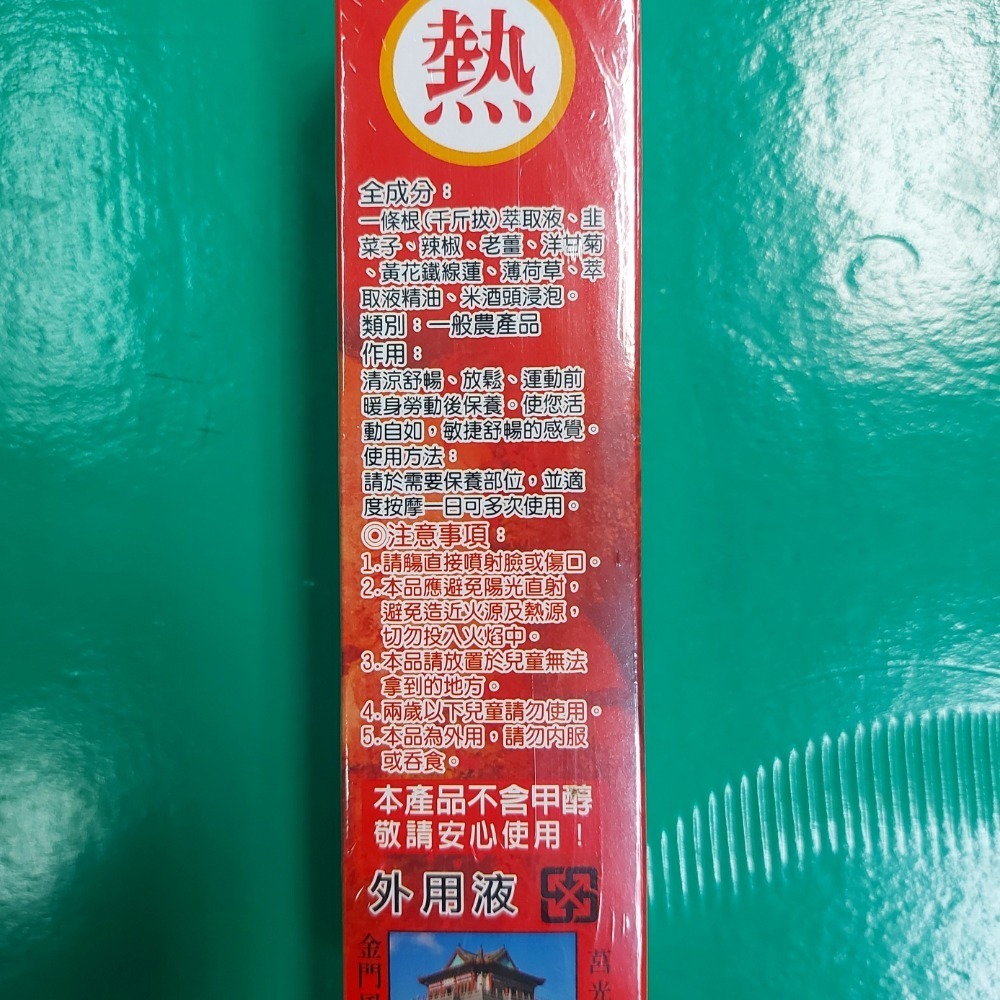 熱
全成分：
一條根(千斤拔)萃取液、韭
菜子、辣椒、老薑、洋甘菊
、黃花鐵線蓮、薄荷草、萃
取液精油、米酒頭浸泡。
類別：一般農產品
作用：
清涼舒暢、放鬆、運動前
暖身勞動後保養。使您活
動自如，敏捷舒暢的感覺。
使用方法：
請於需要保養部位，並適
度按摩一日可多次使用。
◎注意事項：
1.請觴直接噴射臉或傷口。
2.本品應避免陽光直射，
避免造近火源及熱源，
切勿投入火焰中。
3.本品請放置於兒童無法
拿到的地方。
4.兩歲以下兒童請勿使用。
5.本品為外用，請勿內服
或吞食。
本產品不含甲醇
敬請安心使用！
外用液
金門
莒光